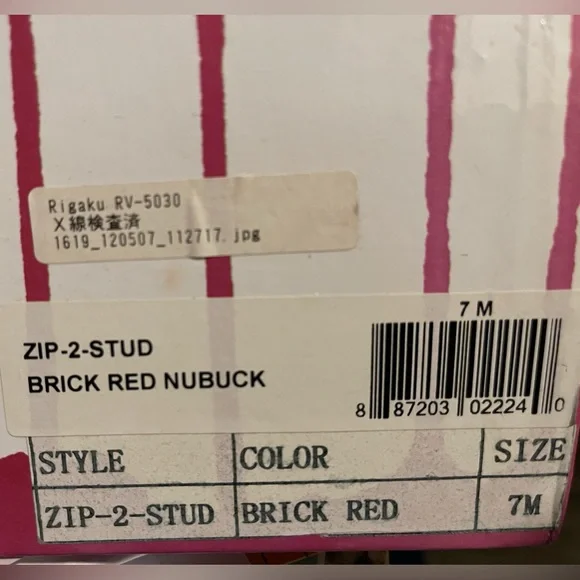 Rigaku RV-5030
X線検査済
1619_120507_112717.jpg
7 M
ZIP-2-STUD
BRICK RED NUBUCK
8 87203 02224 0
STYLE COLOR SIZE
ZIP-2-STUD BRICK RED 7M